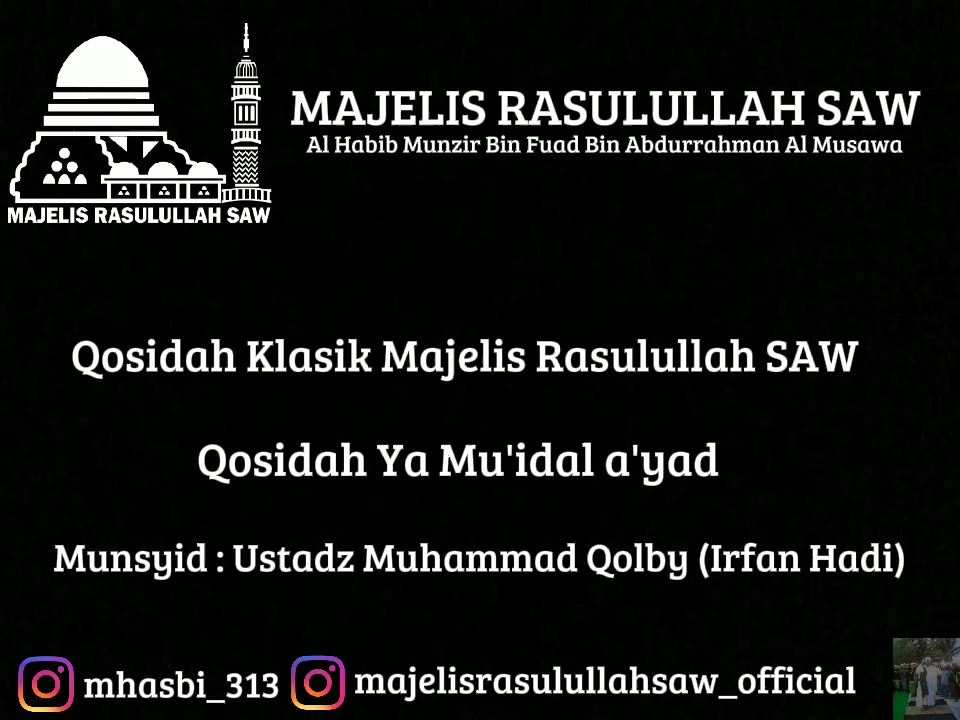 MAJELIS RASULULLAH SAW
Al Habib Munzir Bin Fuad Bin Abdurrahman Al Musawa
MAJELIS RASULULLAH SAW
Qosidah Klasik Majelis Rasulullah SAW
Qosidah Ya Mu'idal a'yad
Munsyid : Ustadz Muhammad Qolby (Irfan Hadi)
mhasbi_313 majelisrasulullahsaw_official